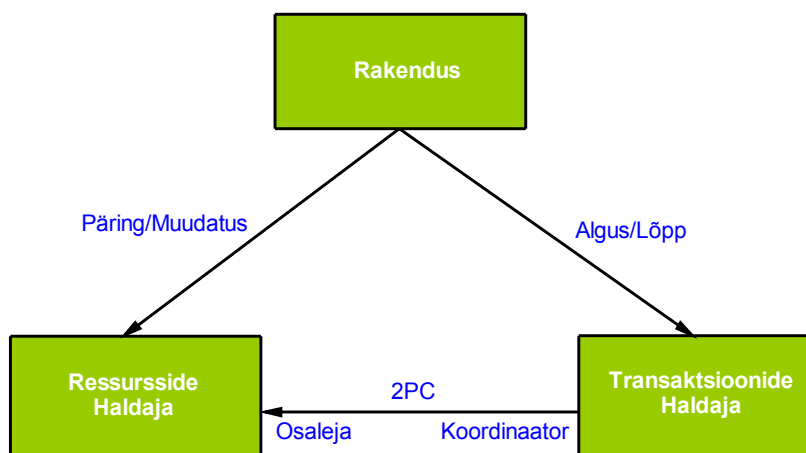 Rakendus
Päring/Muudatus
Algus/Lõpp
Ressursside
Haldaja
2PC
Transaktsioonide
Haldaja
Osaleja
Koordinaator